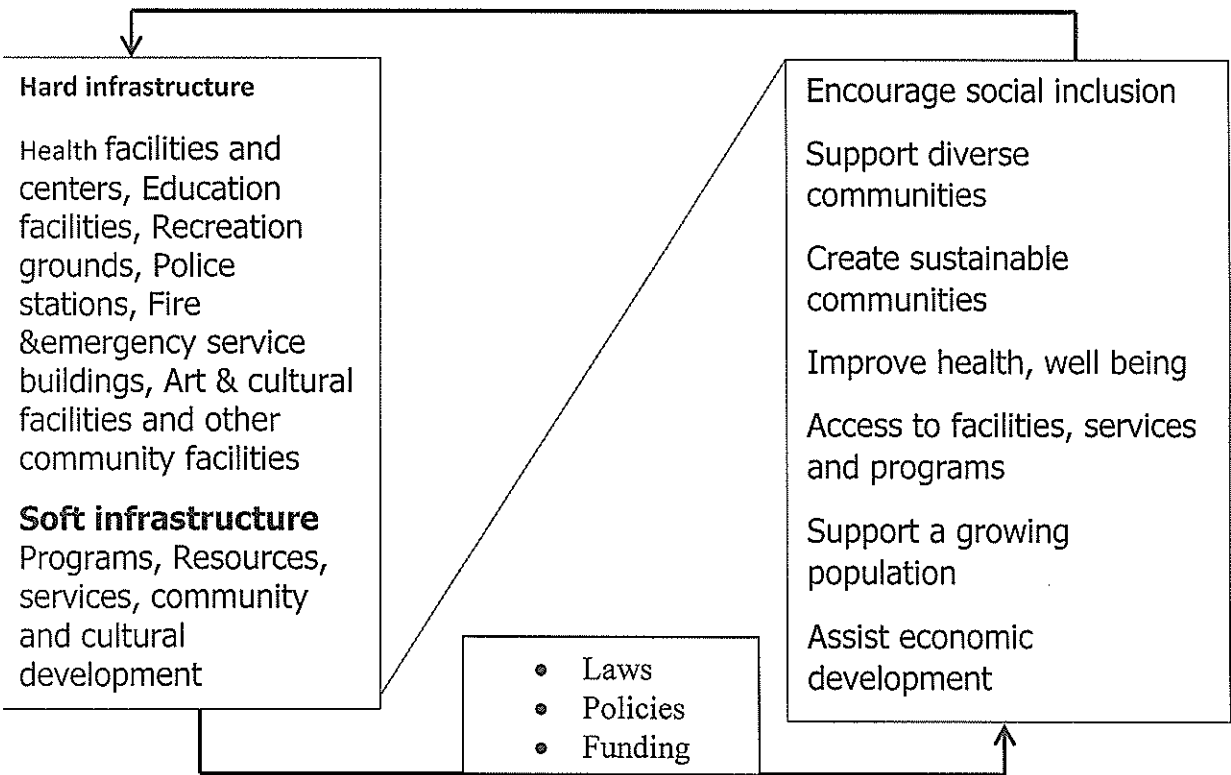 Hard infrastructure
Health facilities and
centers, Education
facilities, Recreation
grounds, Police
stations, Fire
&emergency service
buildings, Art & cultural
facilities and other
community facilities
Soft infrastructure
Programs, Resources,
services, community
and cultural
development
• Laws
• Policies
• Funding
Encourage social inclusion
Support diverse
communities
Create sustainable
communities
Improve health, well being
Access to facilities, services
and programs
Support a growing
population
Assist economic
development